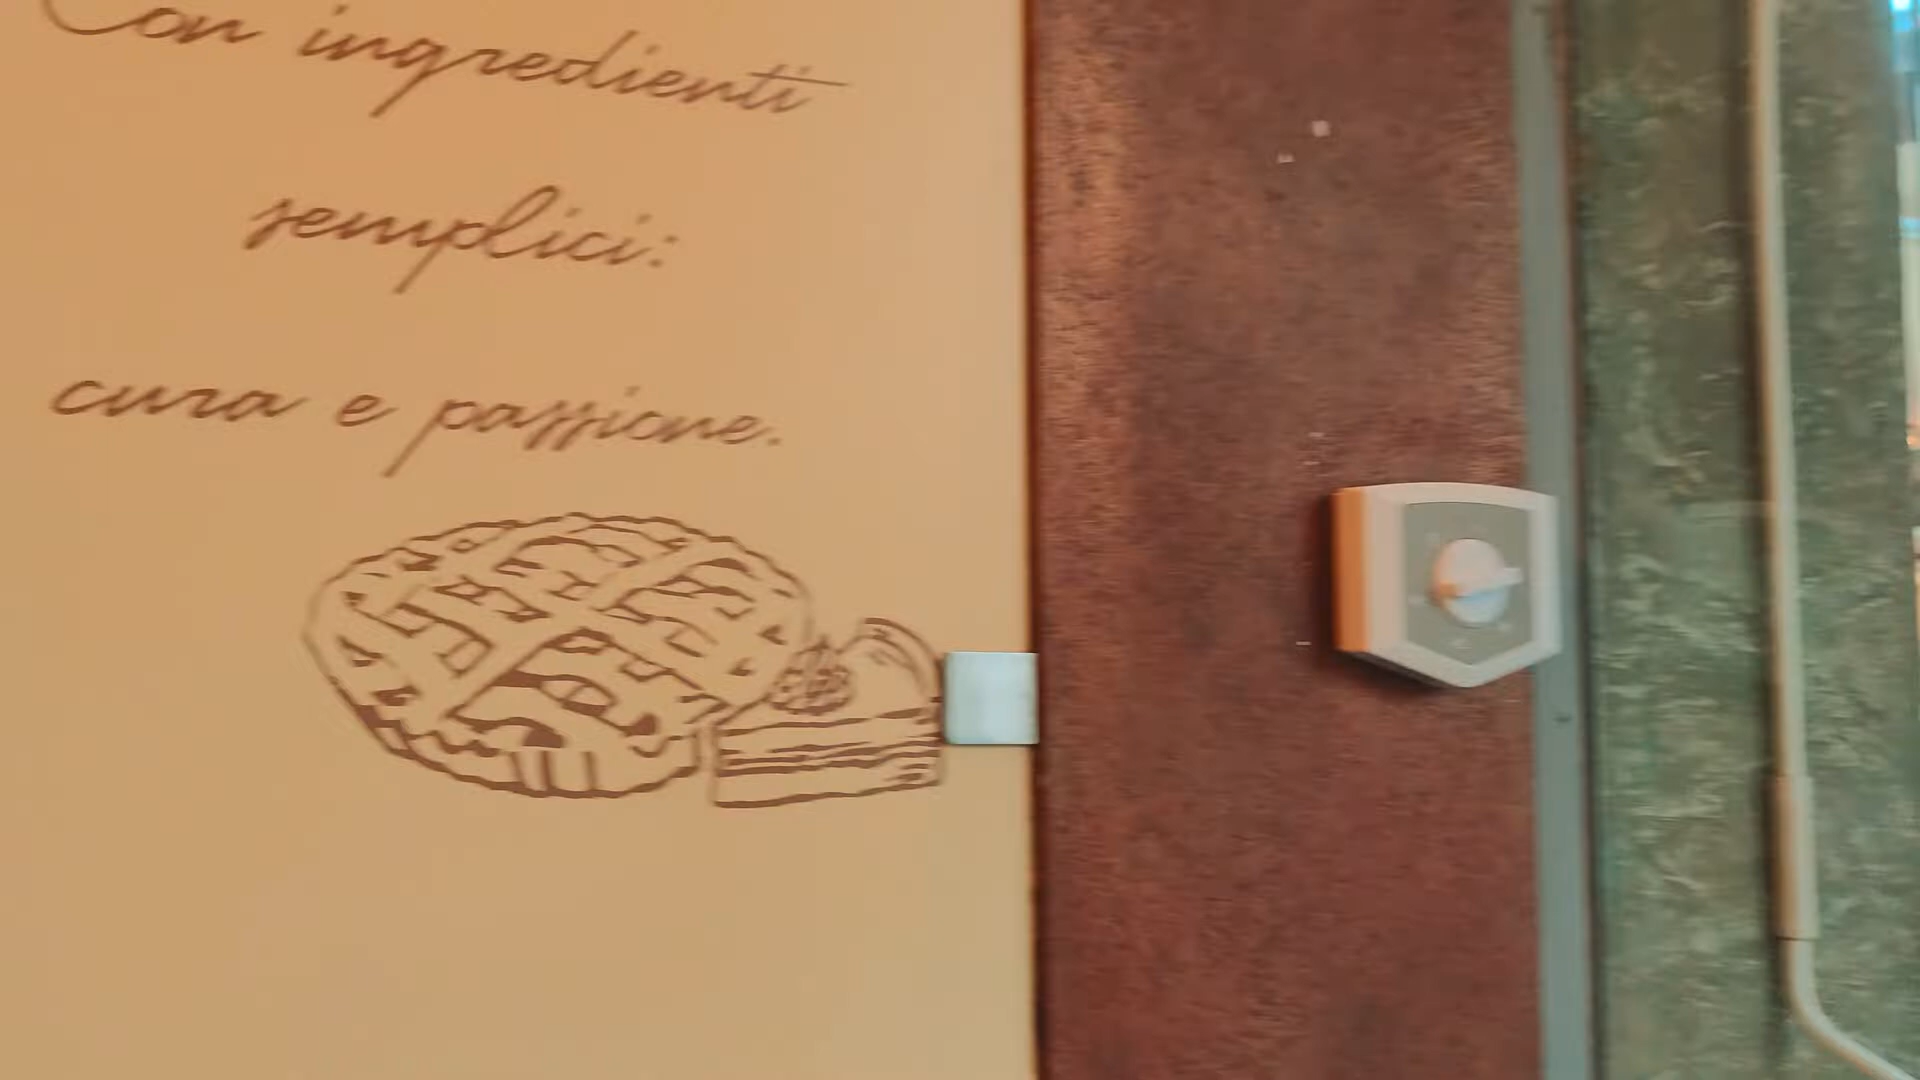 Con ingredienti
semplici:
cura e passione.